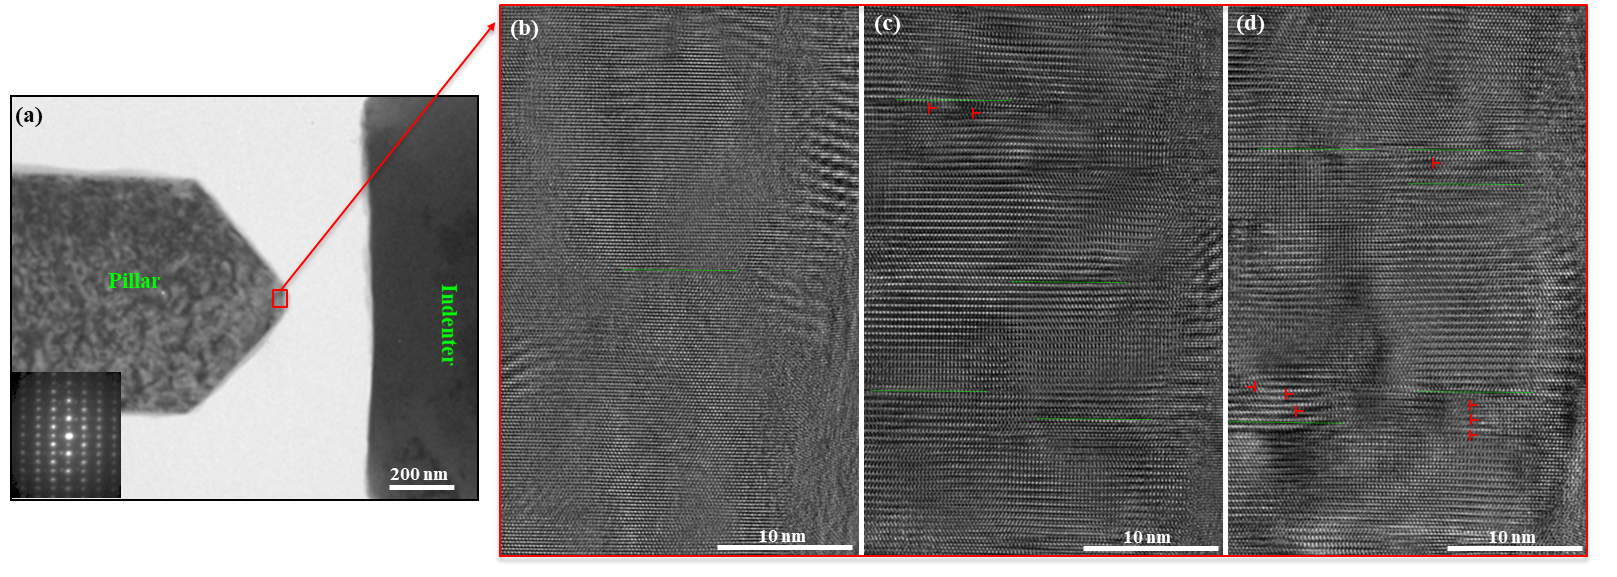 (a)
Pillar
Indenter
200 nm
(b)
10 nm
(c)
10 nm
(d)
10 nm